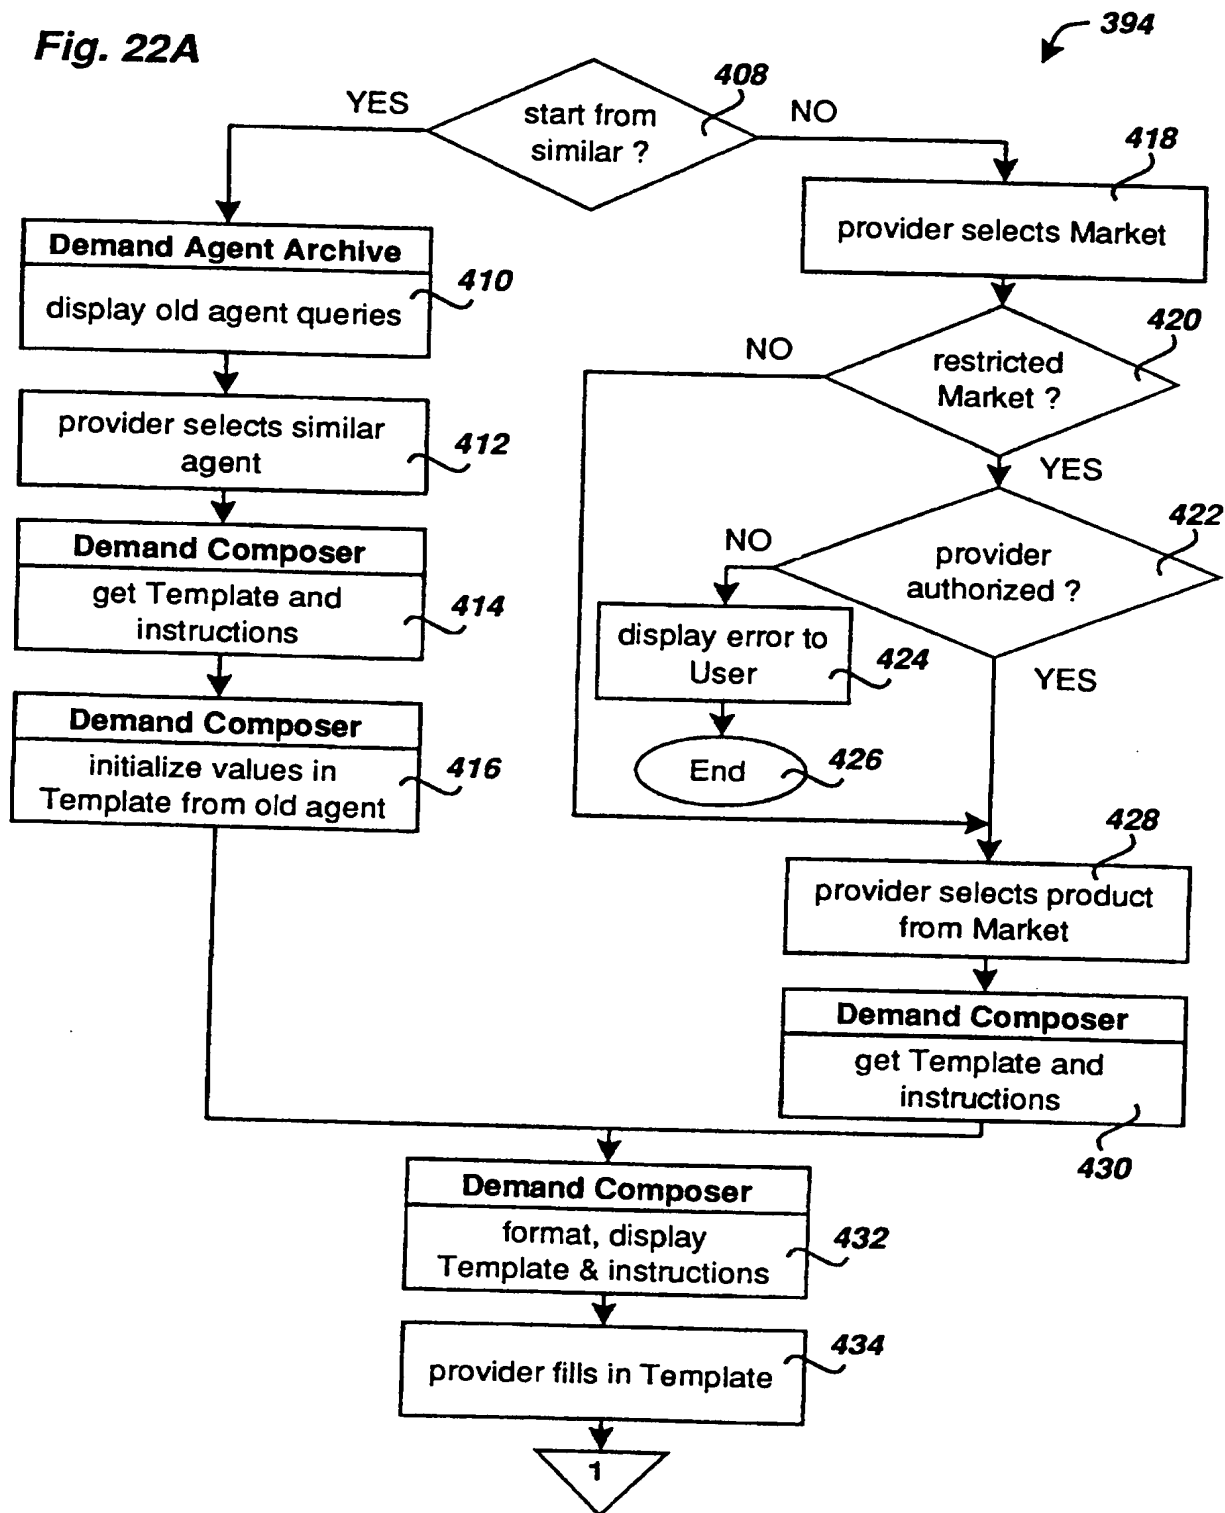 Fig. 22A
394
408
YES
start from
similar ?
NO
418
provider selects Market
Demand Agent Archive
display old agent queries
410
420
NO
restricted
Market ?
YES
provider selects similar
agent
412
422
NO
provider
authorized ?
YES
Demand Composer
get Template and
instructions
414
display error to
User
424
End
426
Demand Composer
initialize values in
Template from old agent
416
428
provider selects product
from Market
Demand Composer
get Template and
instructions
430
Demand Composer
format, display
Template & instructions
432
provider fills in Template
434
1